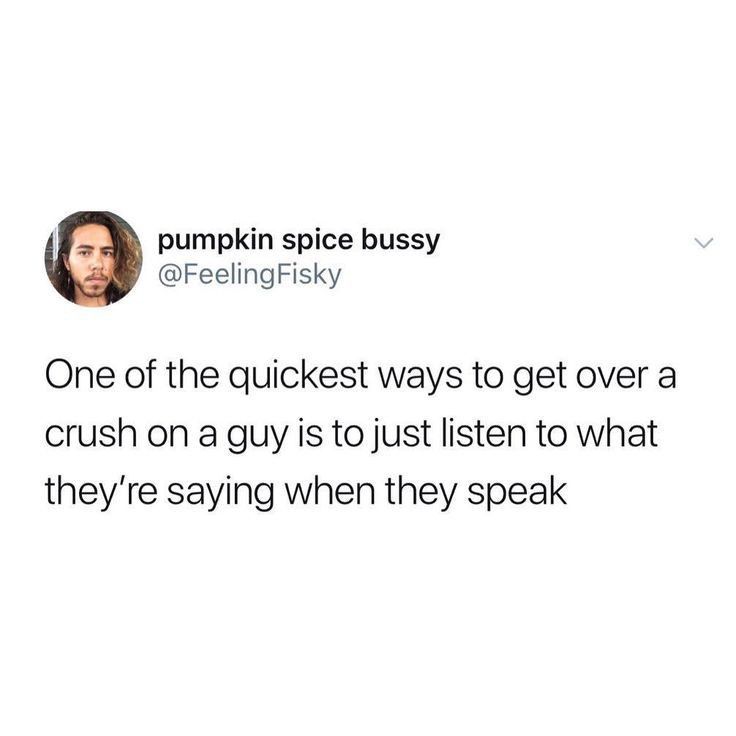 pumpkin spice bussy
@FeelingFisky
One of the quickest ways to get over a
crush on a guy is to just listen to what
they're saying when they speak